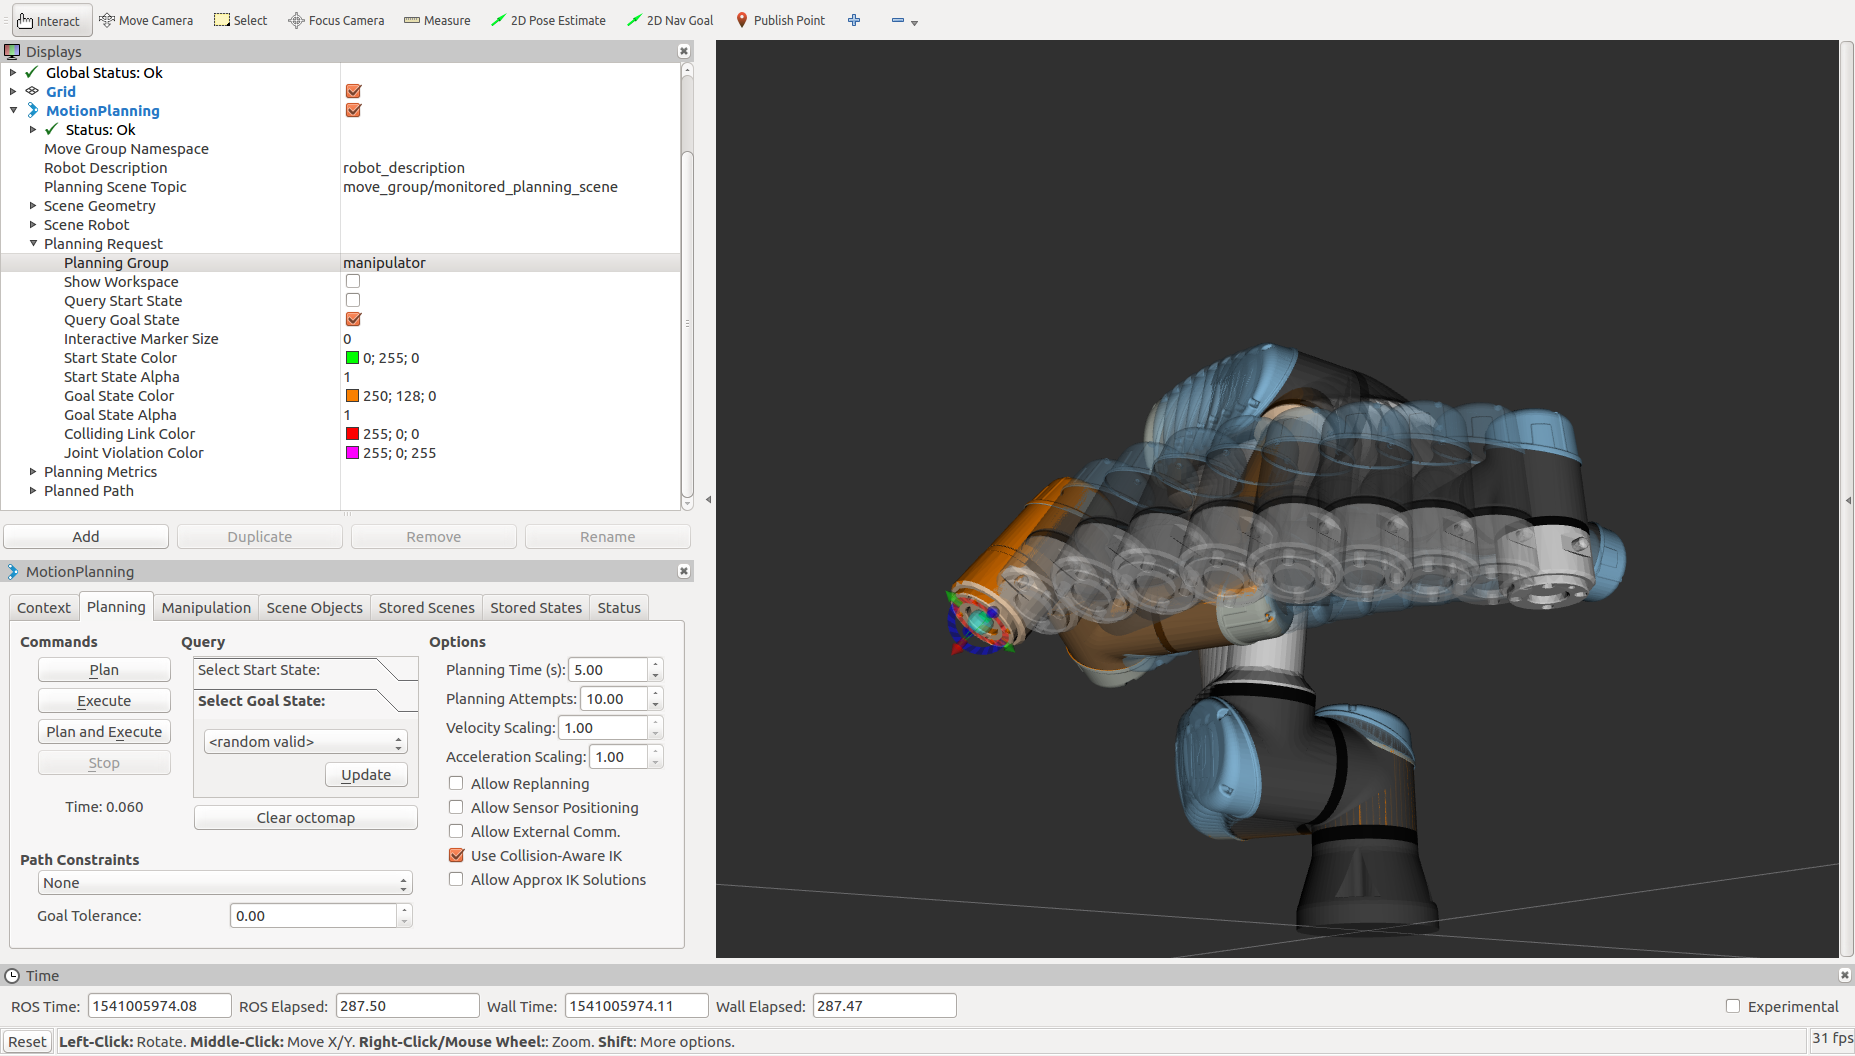 Interact Move Camera Select Focus Camera Measure 2D Pose Estimate 2D Nav Goal Publish Point
Displays
Global Status: Ok
Grid
MotionPlanning
Status: Ok
Move Group Namespace
Robot Description robot_description
Planning Scene Topic move_group/monitored_planning_scene
Scene Geometry
Scene Robot
Planning Request
Planning Group manipulator
Show Workspace
Query Start State
Query Goal State
Interactive Marker Size 0
Start State Color 0; 255; 0
Start State Alpha 1
Goal State Color 250; 128; 0
Goal State Alpha 1
Colliding Link Color 255; 0; 0
Joint Violation Color 255; 0; 255
Planning Metrics
Planned Path
Add Duplicate Remove Rename
MotionPlanning
Context Planning Manipulation Scene Objects Stored Scenes Stored States Status
Commands
Plan
Execute
Plan and Execute
Stop
Time: 0.060
Query
Select Start State:
Select Goal State:
<random valid>
Update
Clear octomap
Options
Planning Time (s): 5.00
Planning Attempts: 10.00
Velocity Scaling: 1.00
Acceleration Scaling: 1.00
Allow Replanning
Allow Sensor Positioning
Allow External Comm.
Use Collision-Aware IK
Allow Approx IK Solutions
Path Constraints
None
Goal Tolerance: 0.00
Time
ROS Time: 1541005974.08 ROS Elapsed: 287.50 Wall Time: 1541005974.11 Wall Elapsed: 287.47 Experimental
Reset Left-Click: Rotate. Middle-Click: Move X/Y. Right-Click/Mouse Wheel:: Zoom. Shift: More options. 31 fps